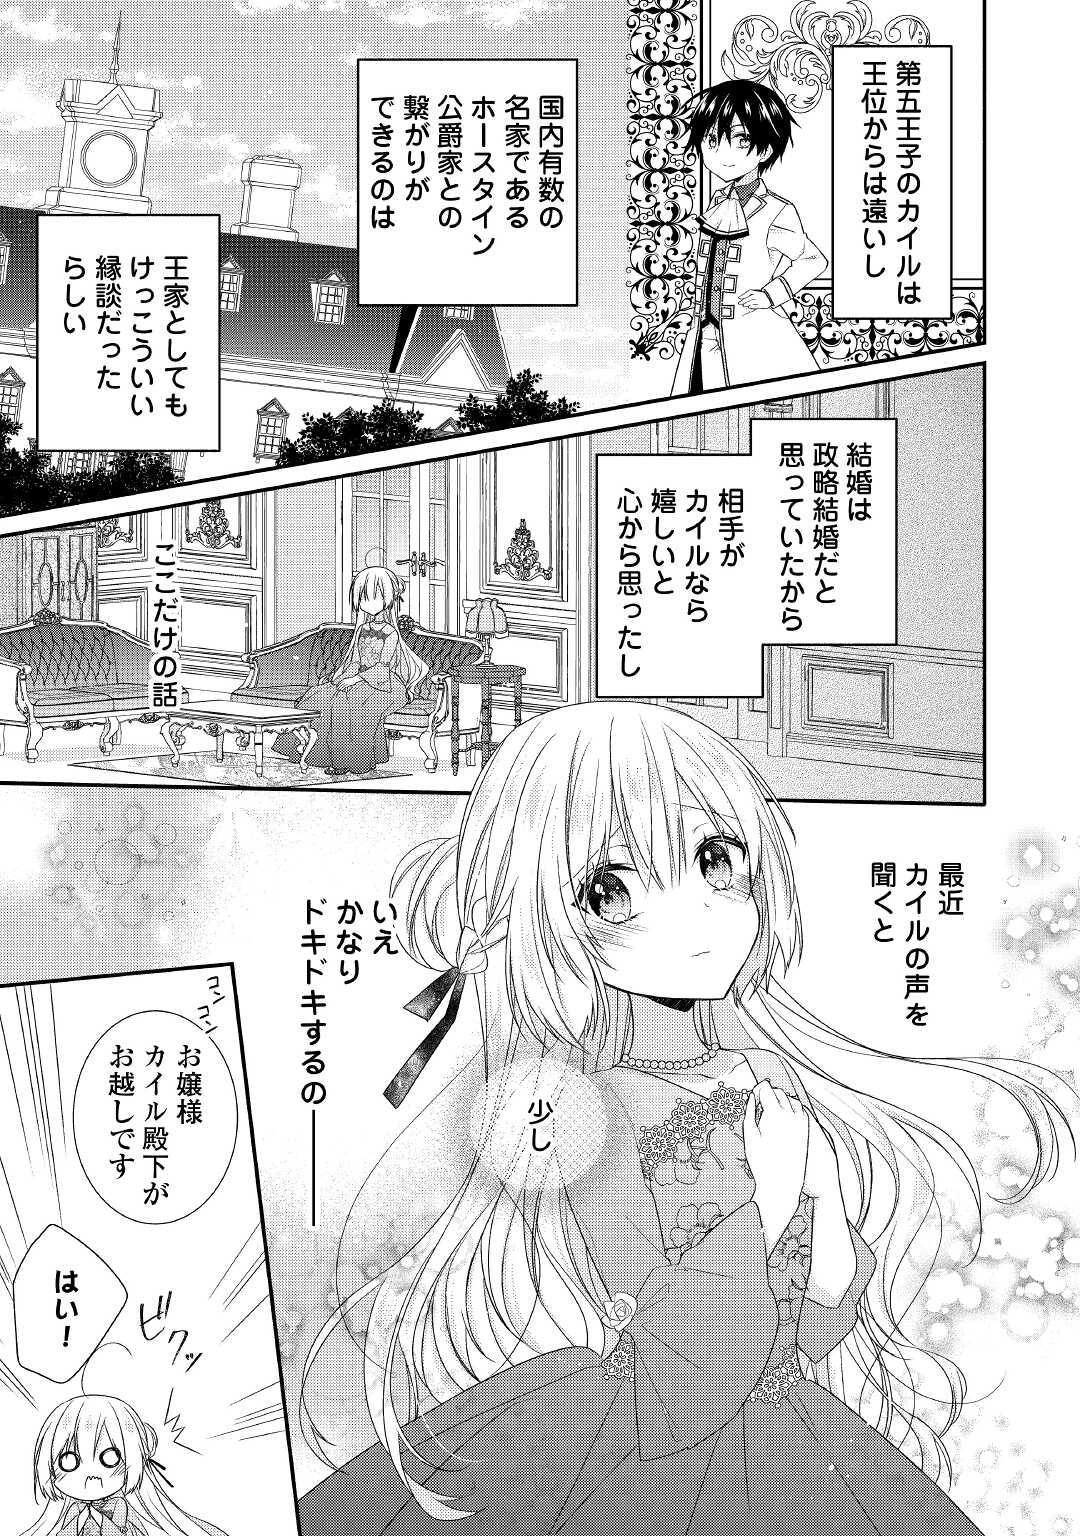 第五王子のカイルは
王位からは遠いし
国内有数の
名家である
ホースタイン
公爵家との
繋がりが
できるのは
王家としても
けっこういい
縁談だった
らしい
結婚は
政略結婚だと
思っていたから
相手が
カイルなら
嬉しいと
心から思ったし
ここだけの話
最近
カイルの声を
聞くと
少し
いえ
かなり
ドキドキするの――
コンコン
お嬢様
カイル殿下が
お越しです
ビクッ
はい！